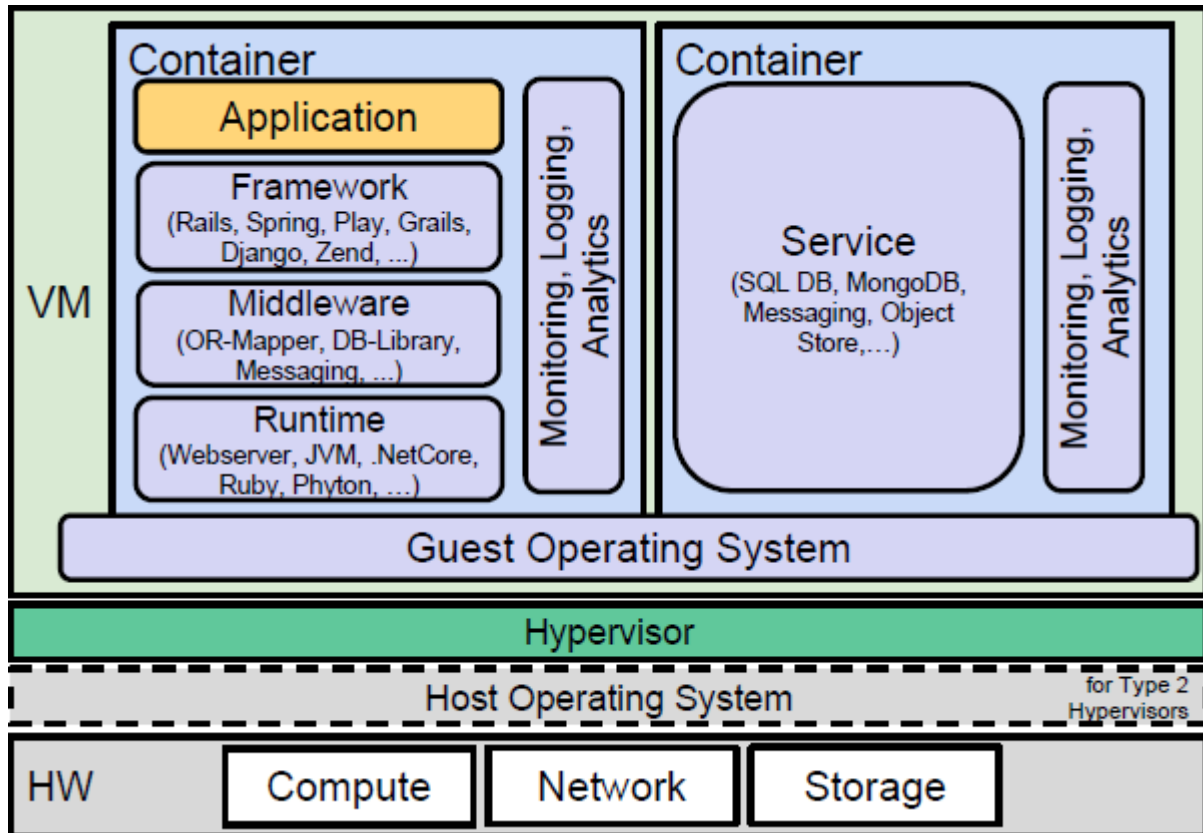 VM
Container
Application
Framework
(Rails, Spring, Play, Grails,
Django, Zend, ...)
Middleware
(OR-Mapper, DB-Library,
Messaging, ...)
Runtime
(Webserver, JVM, .NetCore,
Ruby, Phyton, …)
Monitoring, Logging,
Analytics
Container
Service
(SQL DB, MongoDB,
Messaging, Object
Store,…)
Monitoring, Logging,
Analytics
Guest Operating System
Hypervisor
Host Operating System
for Type 2
Hypervisors
HW
Compute
Network
Storage